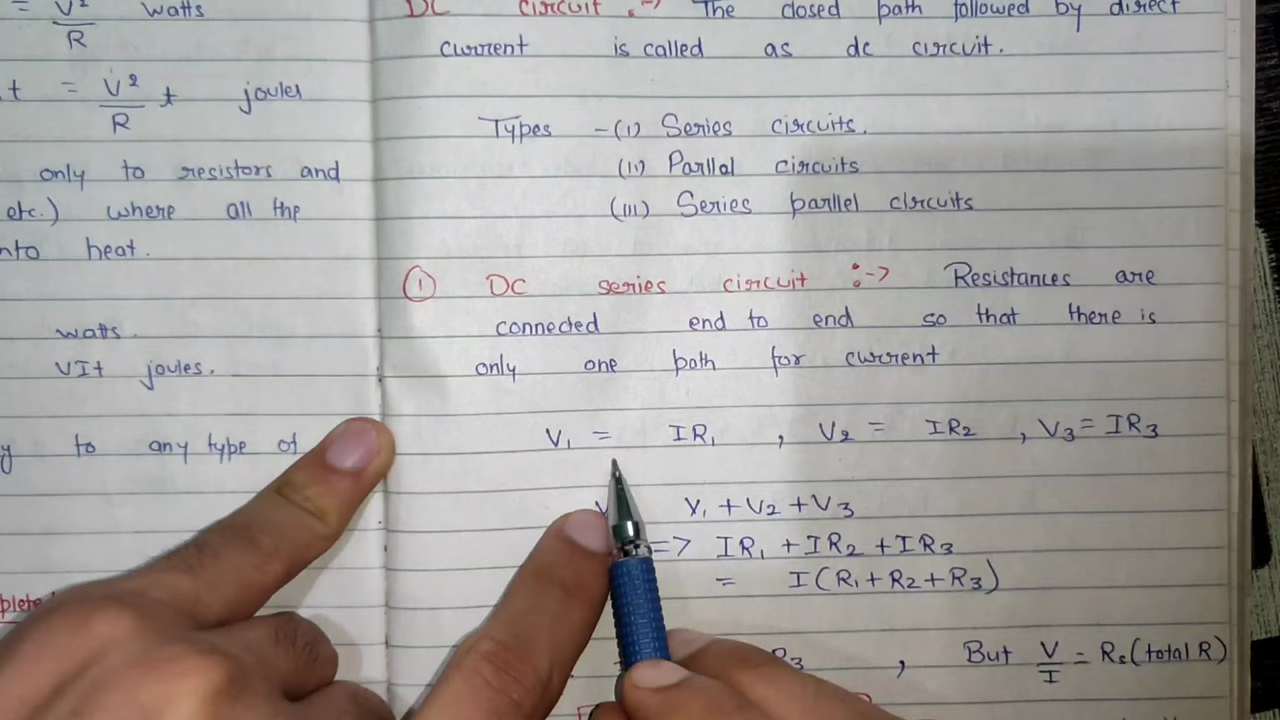 = V²/R watts
t = V²/R t joules
only to resistors and
etc.) where all the
nto heat.
watts.
VIt joules.
y to any type of
plete
DC circuit :-> The closed path followed by direct
current is called as dc circuit.
Types - (i) Series circuits.
(ii) Parllal circuits
(iii) Series parllel circuits
① DC series circuit :-> Resistances are
connected end to end so that there is
only one path for current
V₁ = IR₁ , V₂ = IR₂ , V₃ = IR₃
V V₁ + V₂ + V₃
=> IR₁ + IR₂ + IR₃
= I(R₁ + R₂ + R₃)
R₃ , But V/I = Rs (total R)